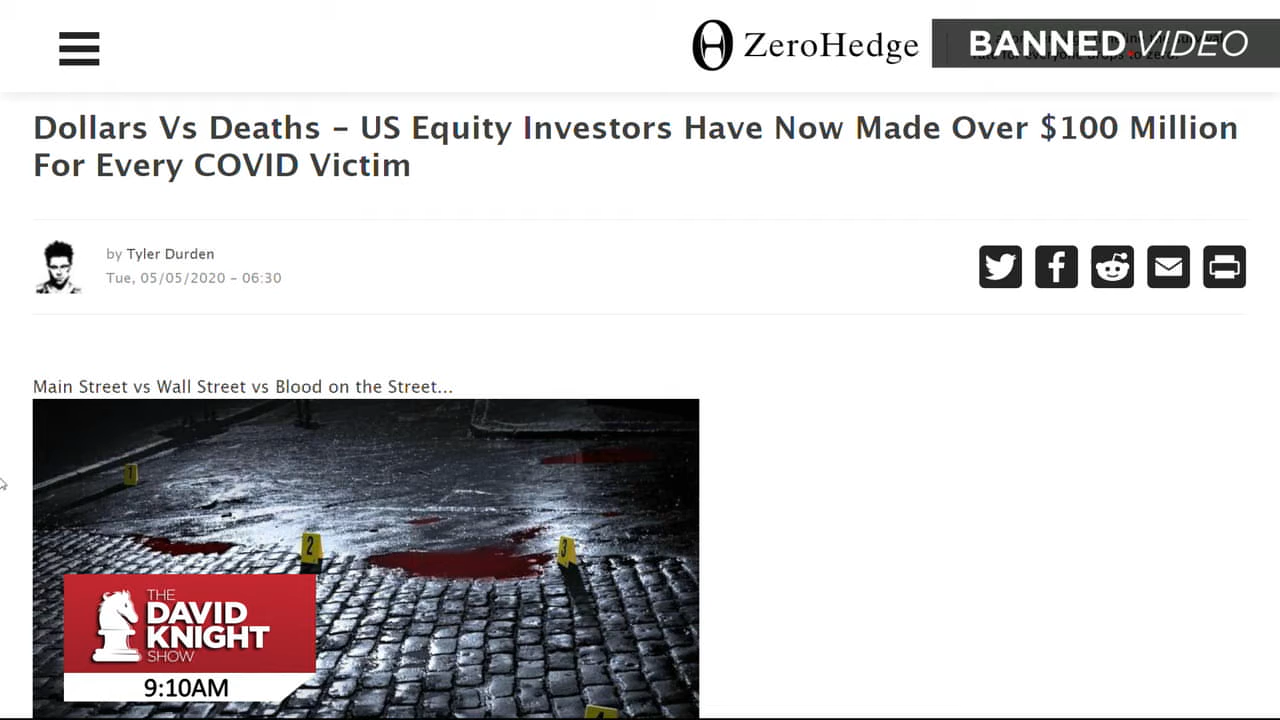 ZeroHedge
BANNED.VIDEO
Dollars Vs Deaths – US Equity Investors Have Now Made Over $100 Million
For Every COVID Victim
by Tyler Durden
Tue, 05/05/2020 – 06:30
Main Street vs Wall Street vs Blood on the Street...
1
2
3
4
THE
DAVID
KNIGHT
SHOW
9:10AM